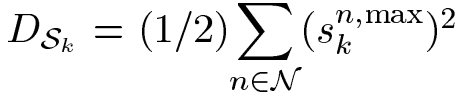 $D_{\mathcal{S}_k} = (1/2) \sum_{n \in \mathcal{N}} (s_k^{n,\max})^2$